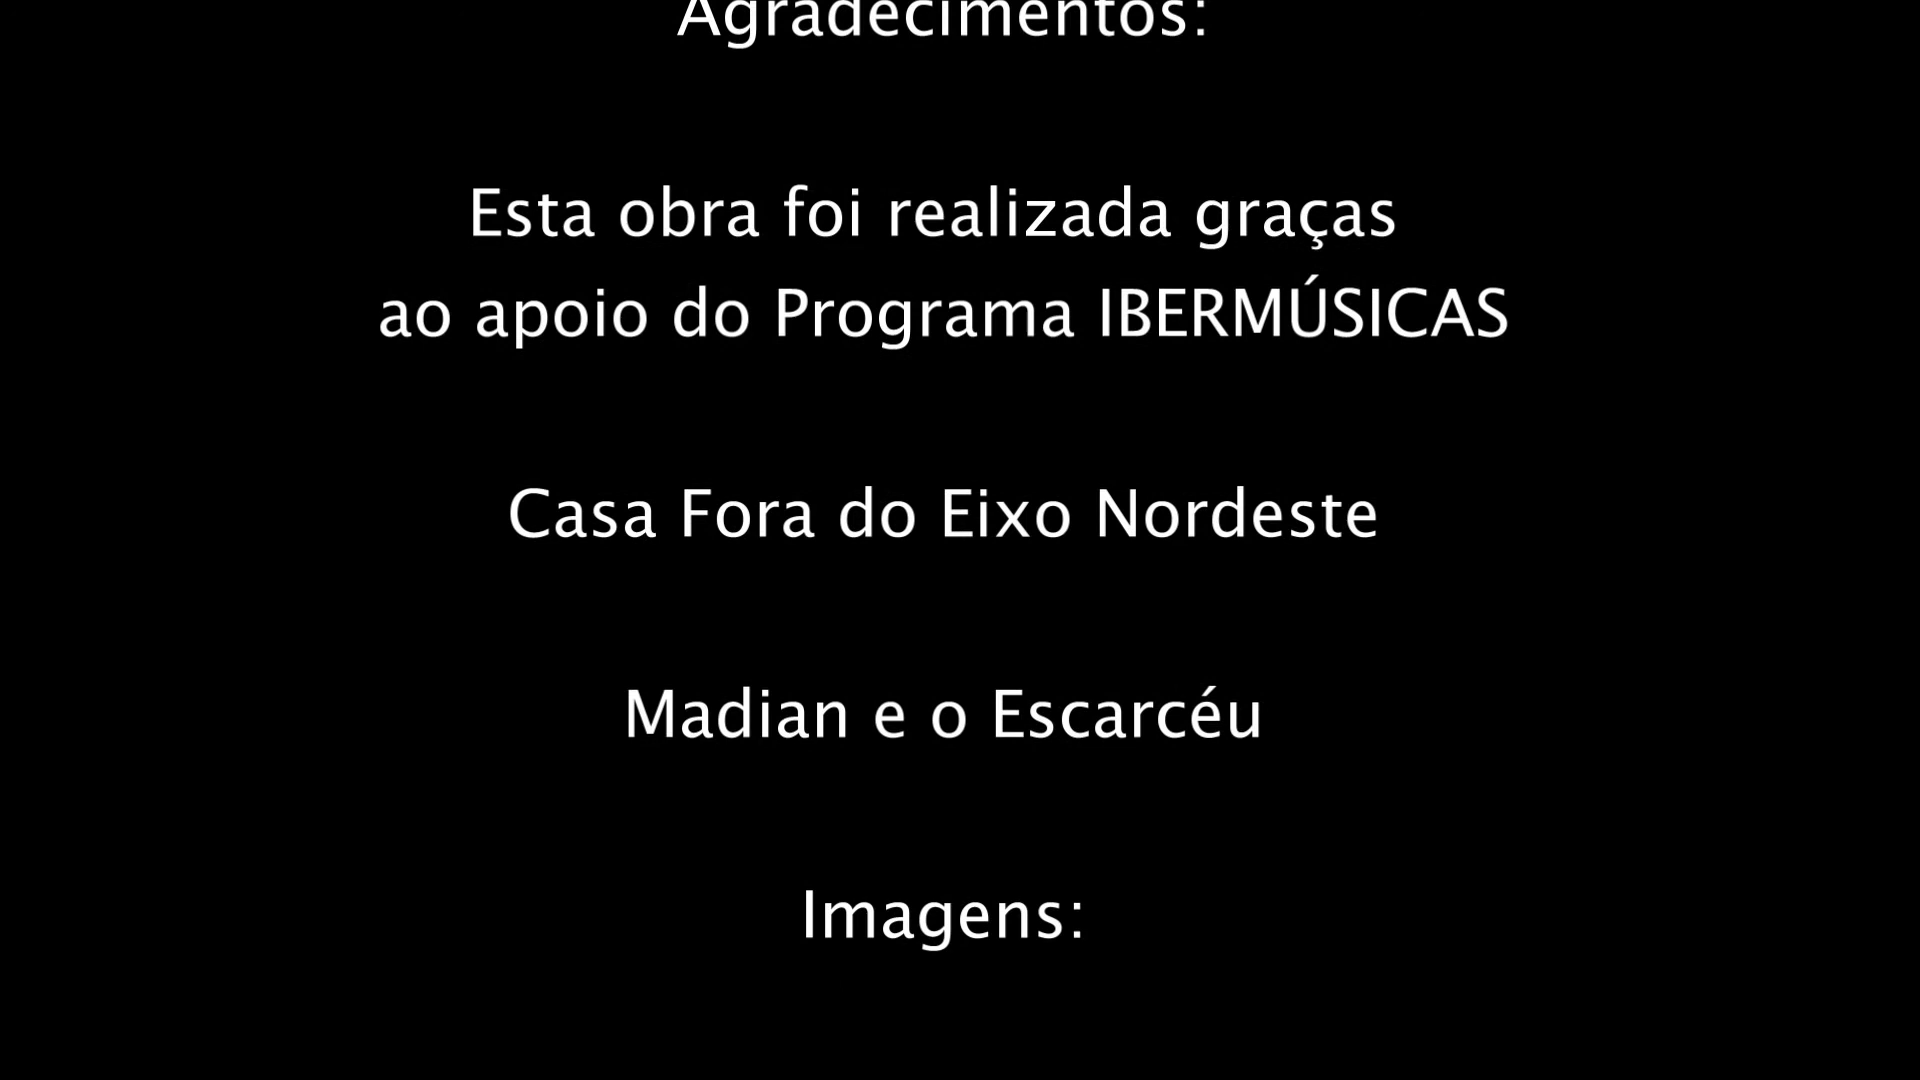 Agradecimentos:
Esta obra foi realizada graças
ao apoio do Programa IBERMÚSICAS
Casa Fora do Eixo Nordeste
Madian e o Escarcéu
Imagens: